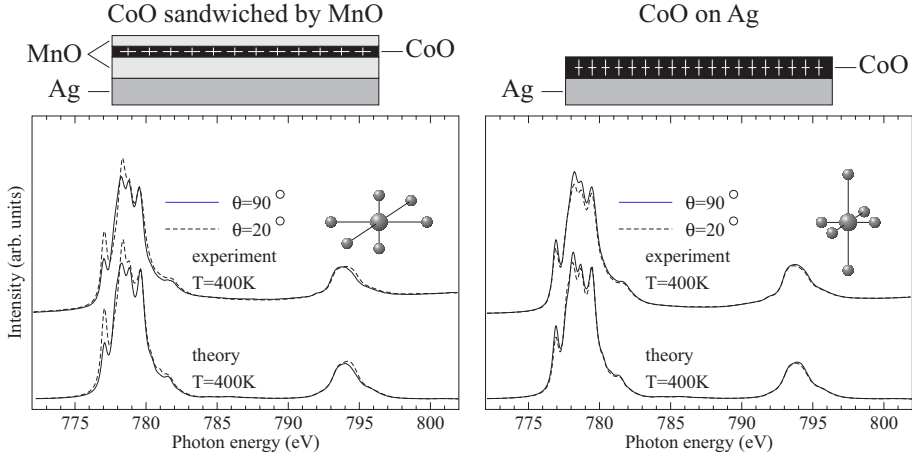 CoO sandwiched by MnO
CoO on Ag
MnO
CoO
Ag
CoO
Ag
Intensity (arb. units)
θ=90 °
θ=20 °
experiment
T=400K
theory
T=400K
775 780 785 790 795 800
Photon energy (eV)
θ=90 °
θ=20 °
experiment
T=400K
theory
T=400K
775 780 785 790 795 800
Photon energy (eV)